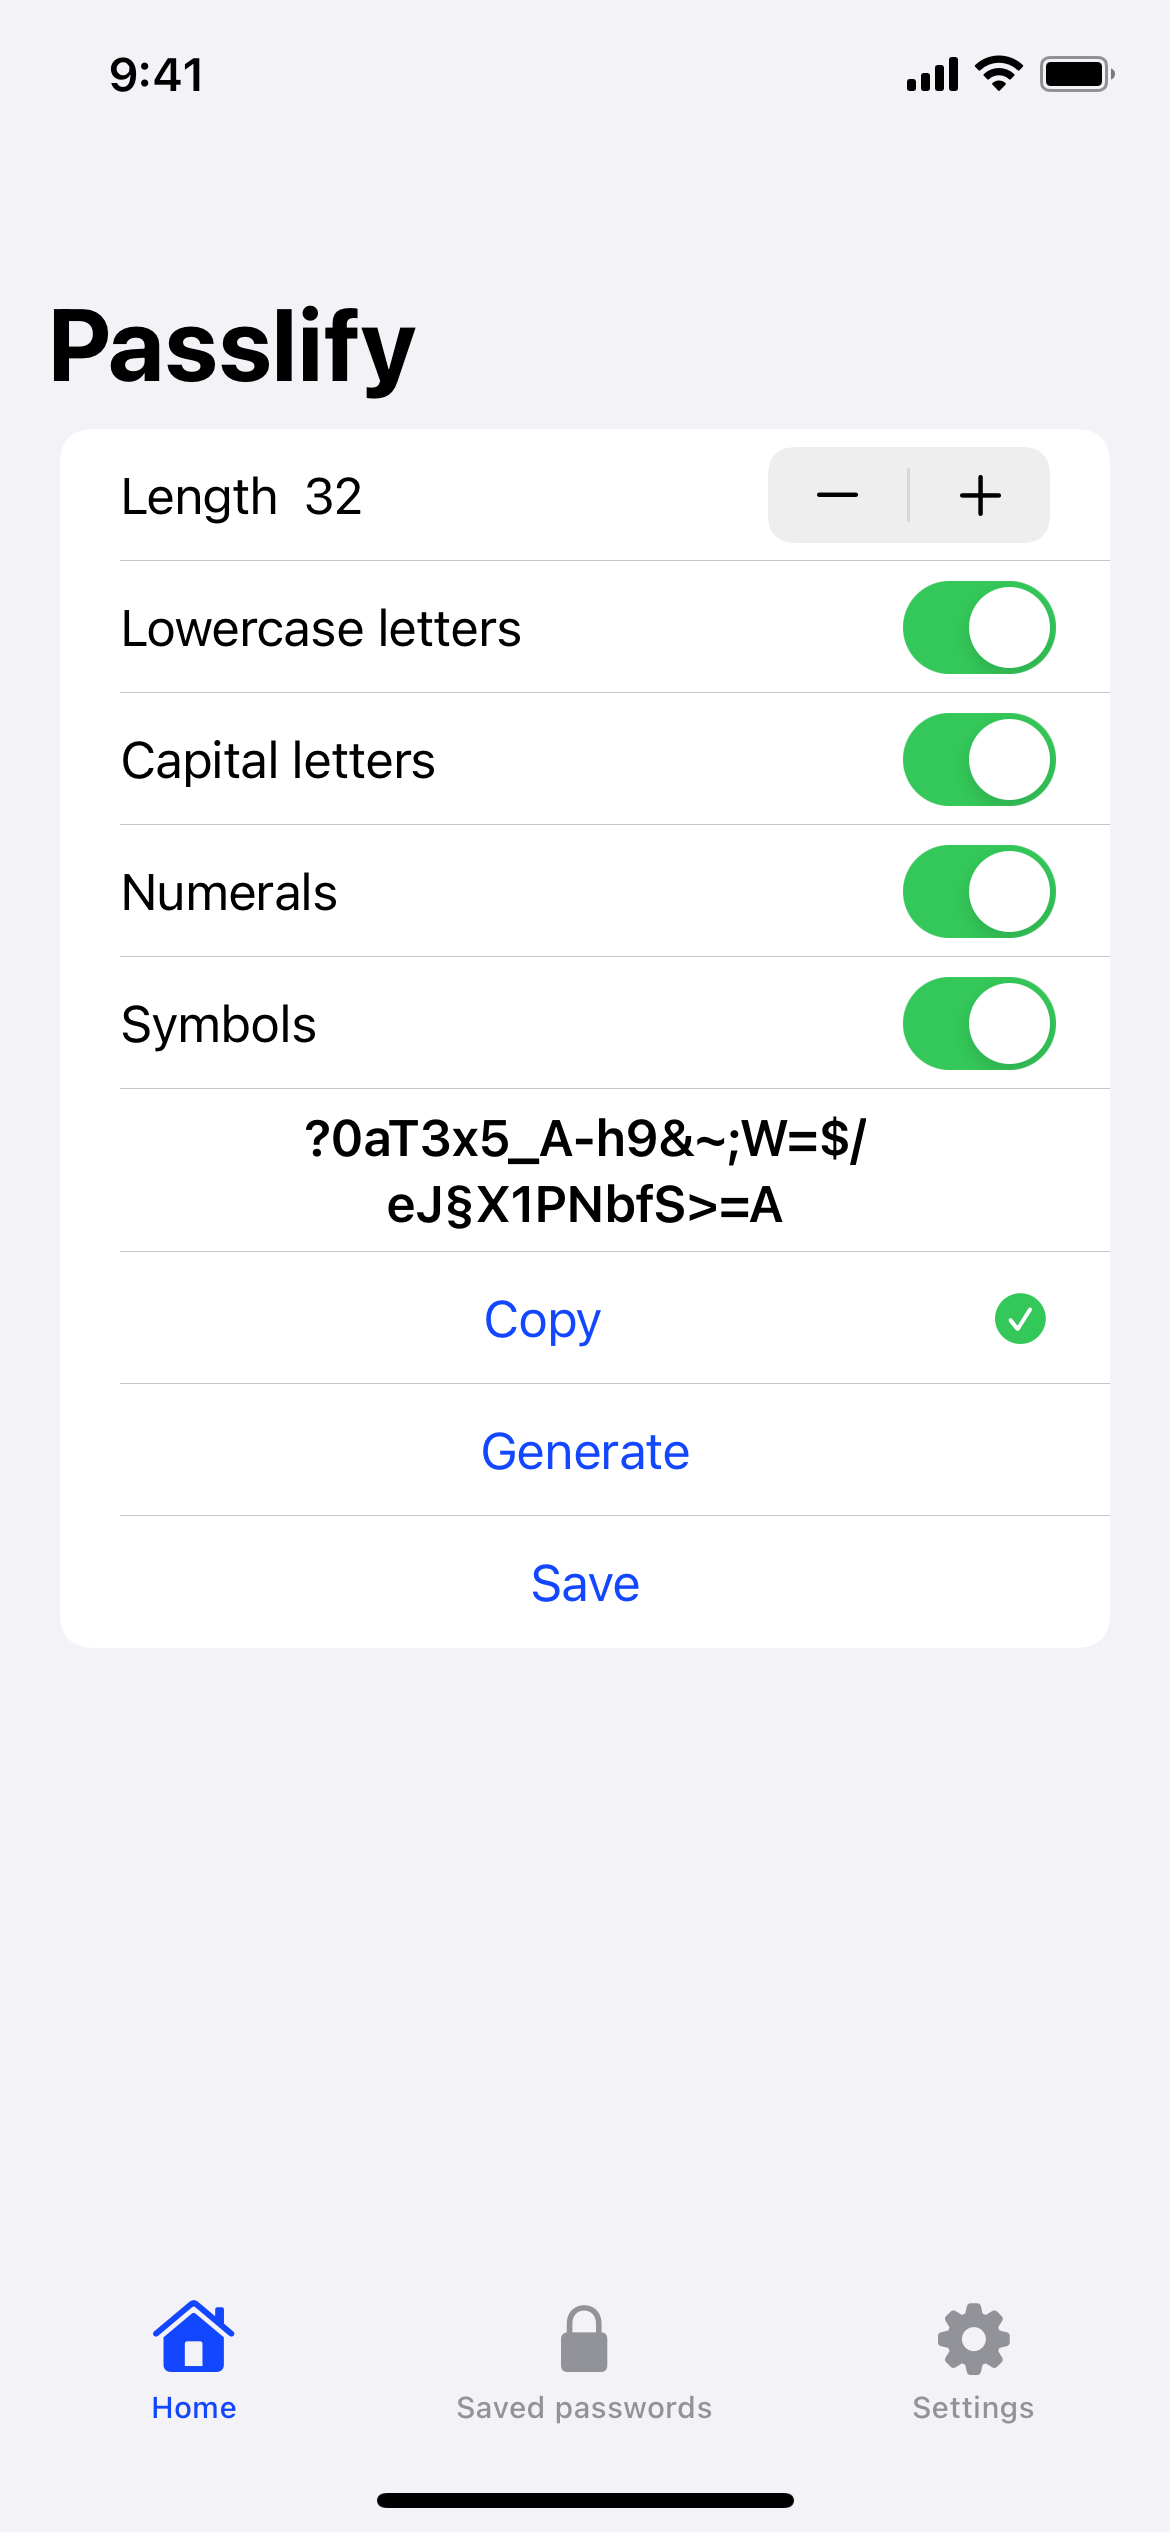 9:41
Passlify
Length 32
Lowercase letters
Capital letters
Numerals
Symbols
?0aT3x5_A-h9&~;W=$/
eJ§X1PNbfS>=A
Copy
Generate
Save
Home
Saved passwords
Settings